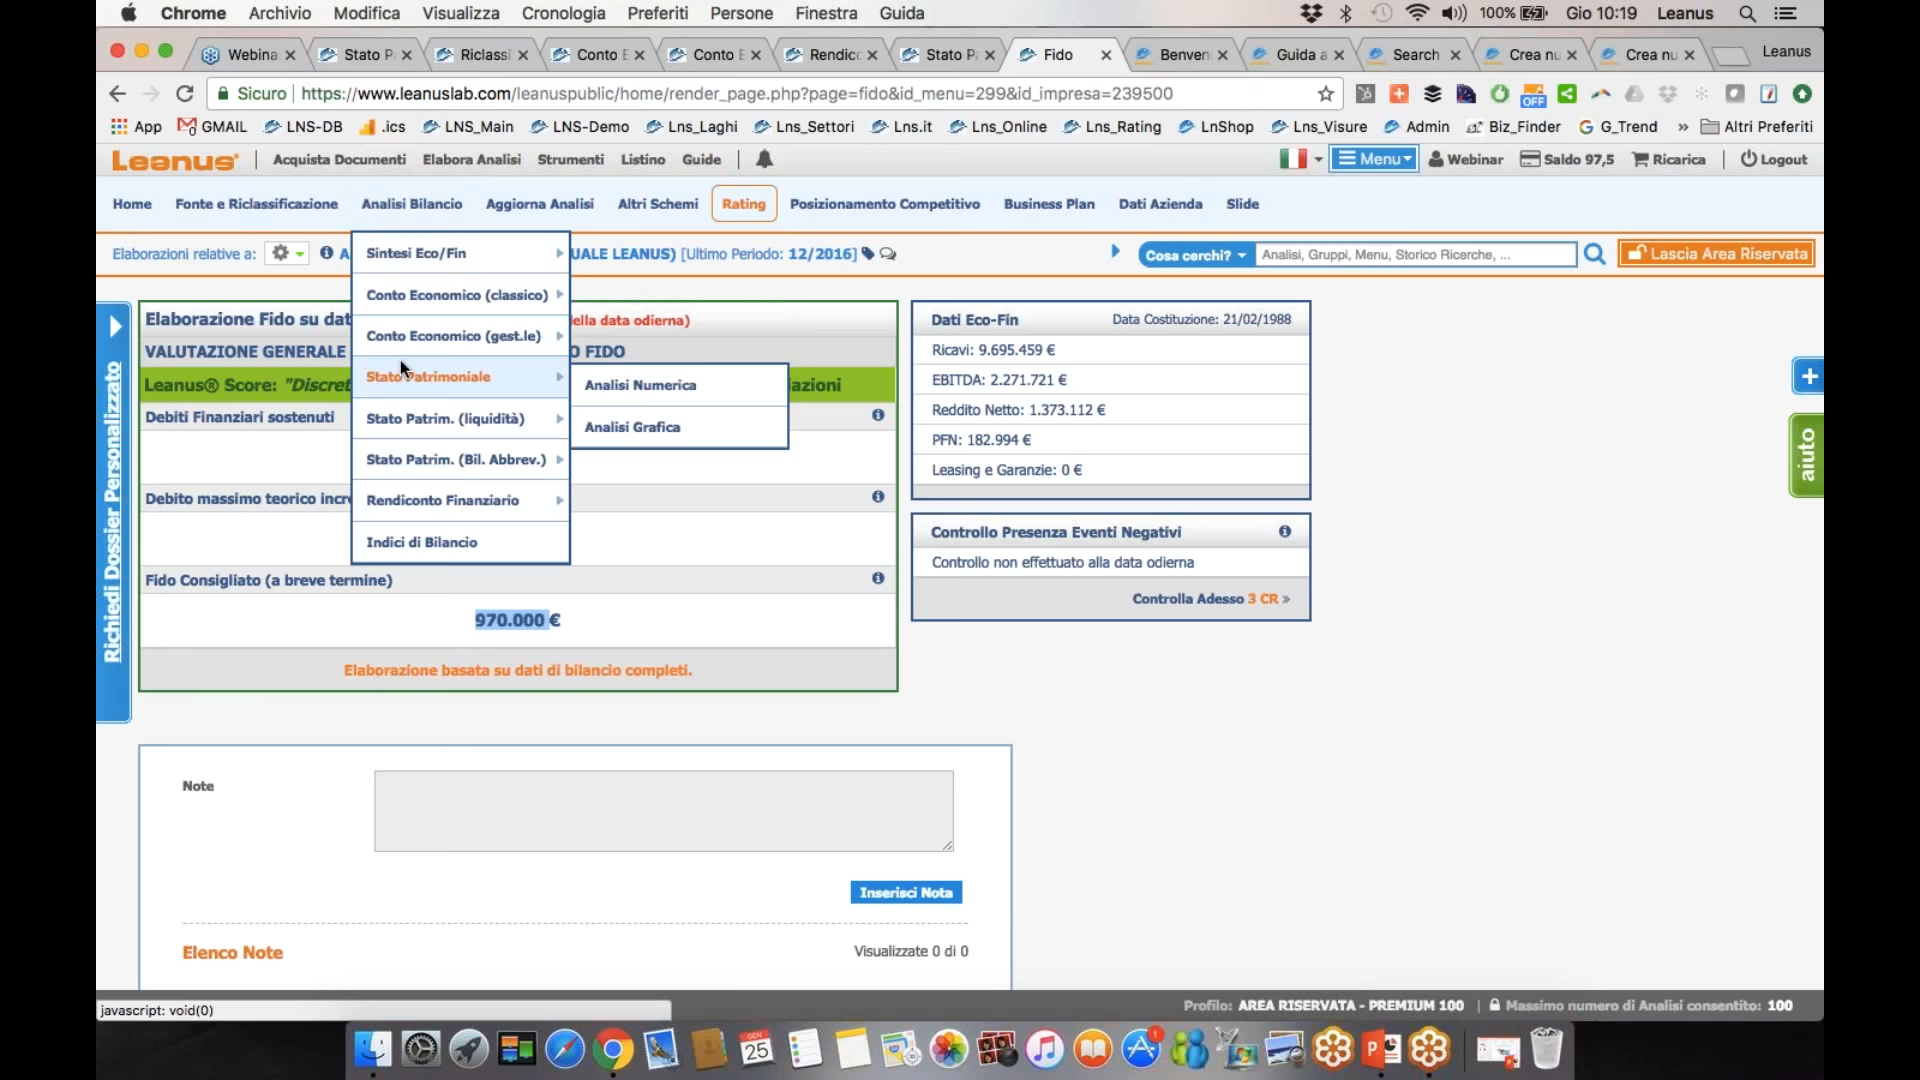 Chrome Archivio Modifica Visualizza Cronologia Preferiti Persone Finestra Guida 100% Gio 10:19 Leanus
Webina Stato P Riclassi Conto E Conto E Rendic Stato P Fido Benven Guida a Search Crea nu Crea nu Leanus
Sicuro https://www.leanuslab.com/leanuspublic/home/render_page.php?page=fido&id_menu=299&id_impresa=239500 OFF
App GMAIL LNS-DB .ics LNS_Main LNS-Demo Lns_Laghi Lns_Settori Lns.it Lns_Online Lns_Rating LnShop Lns_Visure Admin Biz_Finder G_Trend » Altri Preferiti
Leanus Acquista Documenti Elabora Analisi Strumenti Listino Guide Menu Webinar Saldo 97,5 Ricarica Logout
Home Fonte e Riclassificazione Analisi Bilancio Aggiorna Analisi Altri Schemi Rating Posizionamento Competitivo Business Plan Dati Azienda Slide
Elaborazioni relative a: A UALE LEANUS) [Ultimo Periodo: 12/2016] Cosa cerchi? Analisi, Gruppi, Menu, Storico Ricerche, ... Lascia Area Riservata
Sintesi Eco/Fin
Conto Economico (classico)
Conto Economico (gest.le)
Stato Patrimoniale
Analisi Numerica
Analisi Grafica
Stato Patrim. (liquidità)
Stato Patrim. (Bil. Abbrev.)
Rendiconto Finanziario
Indici di Bilancio
Richiedi Dossier Personalizzato
Elaborazione Fido su dat ella data odierna)
VALUTAZIONE GENERALE O FIDO
Leanus® Score: "Discret azioni
Debiti Finanziari sostenuti
Debito massimo teorico incre
Fido Consigliato (a breve termine)
970.000 €
Elaborazione basata su dati di bilancio completi.
Dati Eco-Fin Data Costituzione: 21/02/1988
Ricavi: 9.695.459 €
EBITDA: 2.271.721 €
Reddito Netto: 1.373.112 €
PFN: 182.994 €
Leasing e Garanzie: 0 €
Controllo Presenza Eventi Negativi
Controllo non effettuato alla data odierna
Controlla Adesso 3 CR »
+
aiuto
Note
Inserisci Nota
Elenco Note Visualizzate 0 di 0
javascript: void(0)
Profilo: AREA RISERVATA - PREMIUM 100 | Massimo numero di Analisi consentito: 100
GEN
25
1